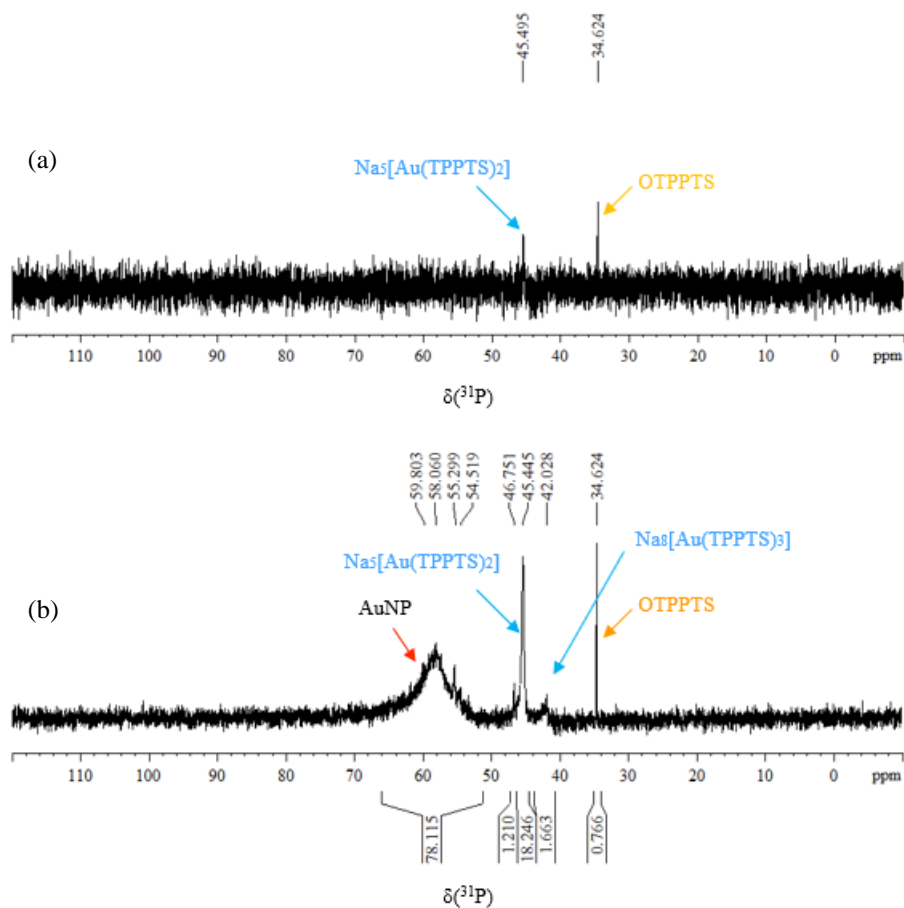 45.495
34.624
(a)
Na₅[Au(TPPTS)₂]
OTPPTS
110 100 90 80 70 60 50 40 30 20 10 0 ppm
δ(³¹P)
59.803
58.060
55.299
54.519
46.751
45.445
42.028
34.624
Na₅[Au(TPPTS)₂]
Na₈[Au(TPPTS)₃]
AuNP
OTPPTS
(b)
110 100 90 80 70 60 50 40 30 20 10 0 ppm
78.115
1.210
18.246
1.663
0.766
δ(³¹P)